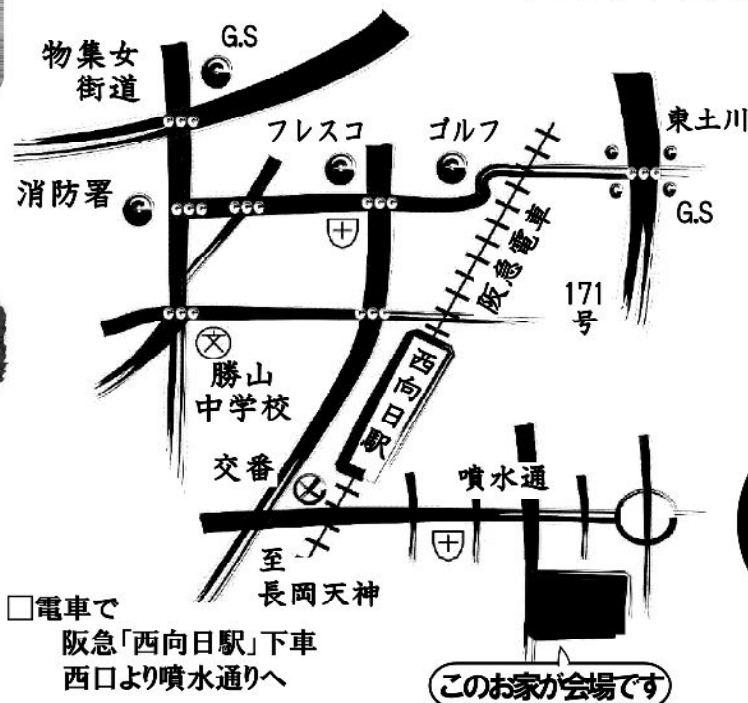 G.S
物集女
街道
フレスコ
ゴルフ
東土川
消防署
G.S
阪急電車
171
号
文
勝山
中学校
西向日駅
交番
噴水通
至
長岡天神
□電車で
阪急「西向日駅」下車
西口より噴水通りへ
このお家が会場です